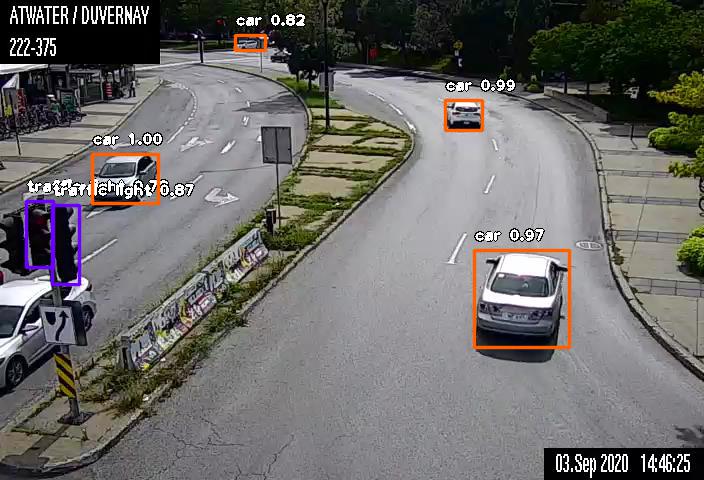 ATWATER / DUVERNAY
222-375
car 0.82
car 0.99
car 1.00
traffic light 0.87
car 0.97
03.Sep 2020 14:46:25